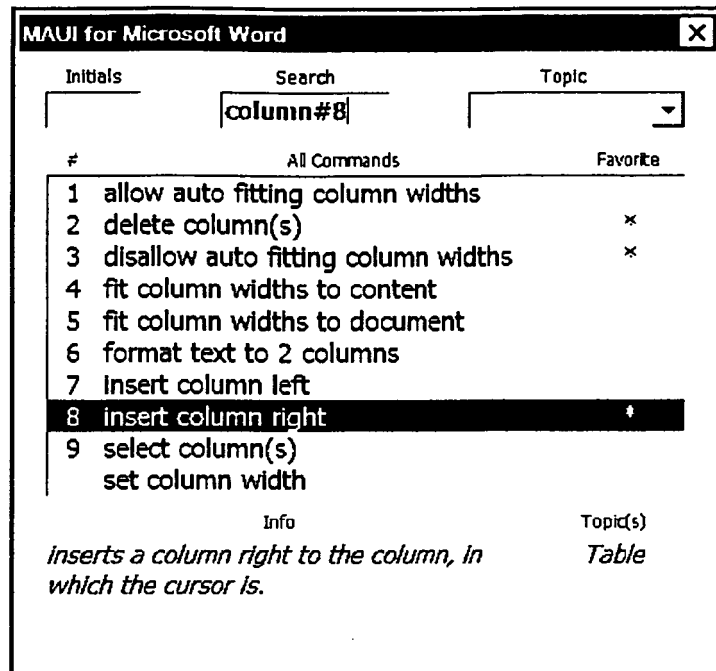 MAUI for Microsoft Word
Initials Search Topic
column#8
# All Commands Favorite
1 allow auto fitting column widths
2 delete column(s) *
3 disallow auto fitting column widths *
4 fit column widths to content
5 fit column widths to document
6 format text to 2 columns
7 insert column left
8 insert column right *
9 select column(s)
set column width
Info Topic(s)
inserts a column right to the column, in Table
which the cursor is.